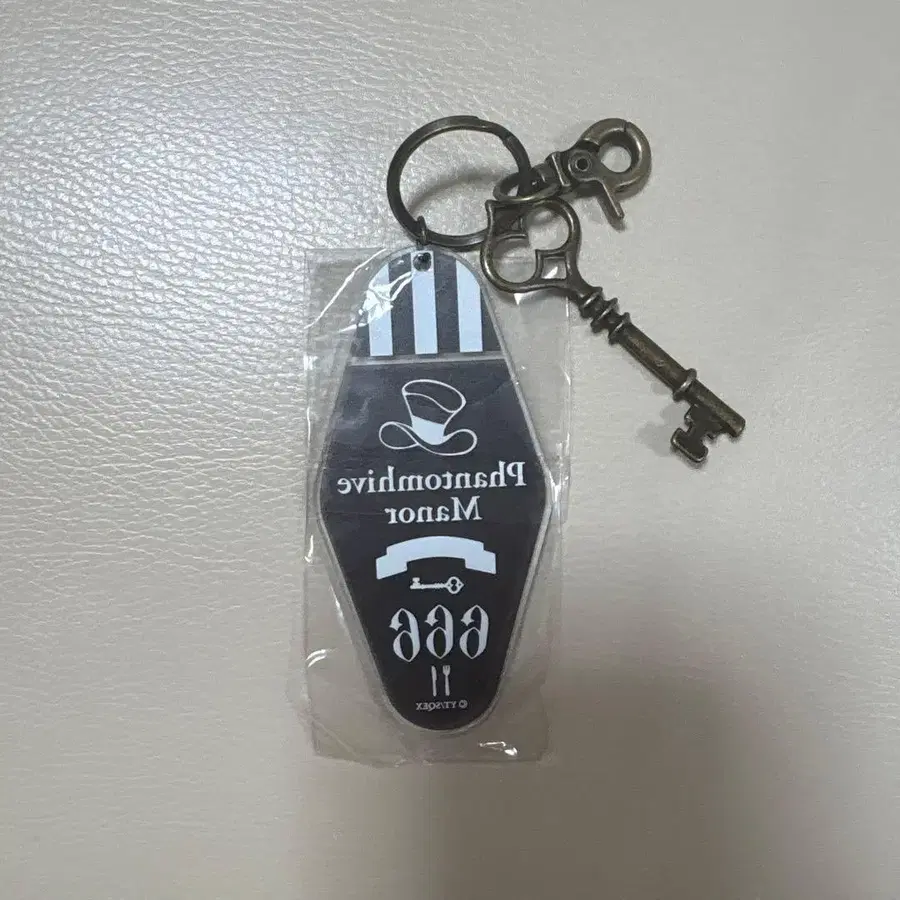 Phantomhive
Manor
666
© YT/SQEX